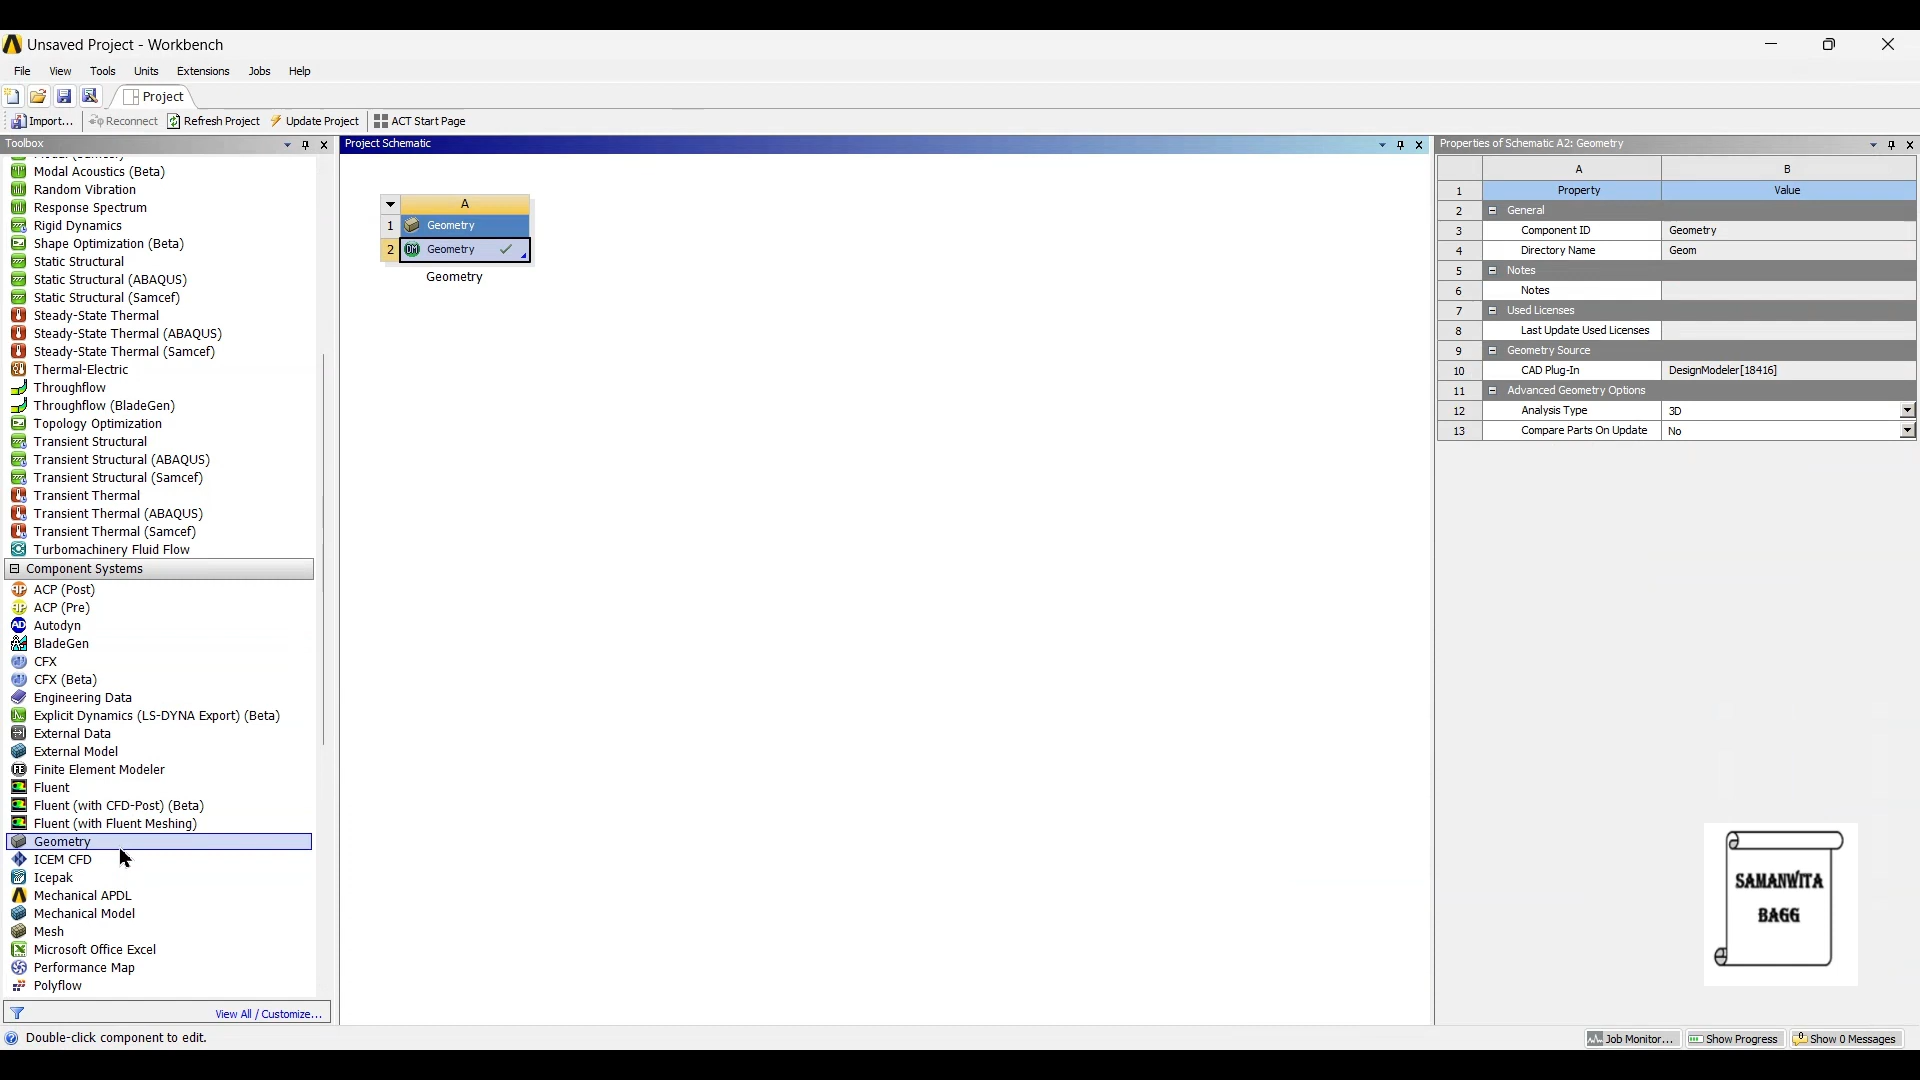 Unsaved Project - Workbench
File View Tools Units Extensions Jobs Help
Project
Import... Reconnect Refresh Project Update Project ACT Start Page
Toolbox
Modal Acoustics (Beta)
Random Vibration
Response Spectrum
Rigid Dynamics
Shape Optimization (Beta)
Static Structural
Static Structural (ABAQUS)
Static Structural (Samcef)
Steady-State Thermal
Steady-State Thermal (ABAQUS)
Steady-State Thermal (Samcef)
Thermal-Electric
Throughflow
Throughflow (BladeGen)
Topology Optimization
Transient Structural
Transient Structural (ABAQUS)
Transient Structural (Samcef)
Transient Thermal
Transient Thermal (ABAQUS)
Transient Thermal (Samcef)
Turbomachinery Fluid Flow
Component Systems
ACP (Post)
ACP (Pre)
Autodyn
BladeGen
CFX
CFX (Beta)
Engineering Data
Explicit Dynamics (LS-DYNA Export) (Beta)
External Data
External Model
Finite Element Modeler
Fluent
Fluent (with CFD-Post) (Beta)
Fluent (with Fluent Meshing)
Geometry
ICEM CFD
Icepak
Mechanical APDL
Mechanical Model
Mesh
Microsoft Office Excel
Performance Map
Polyflow
View All / Customize...
Project Schematic
A
1 Geometry
2 DM Geometry
Geometry
Properties of Schematic A2: Geometry
A B
1 Property Value
2 General
3 Component ID Geometry
4 Directory Name Geom
5 Notes
6 Notes
7 Used Licenses
8 Last Update Used Licenses
9 Geometry Source
10 CAD Plug-In DesignModeler[18416]
11 Advanced Geometry Options
12 Analysis Type 3D
13 Compare Parts On Update No
SAMANWITA
BAGG
Double-click component to edit.
Job Monitor... Show Progress Show 0 Messages